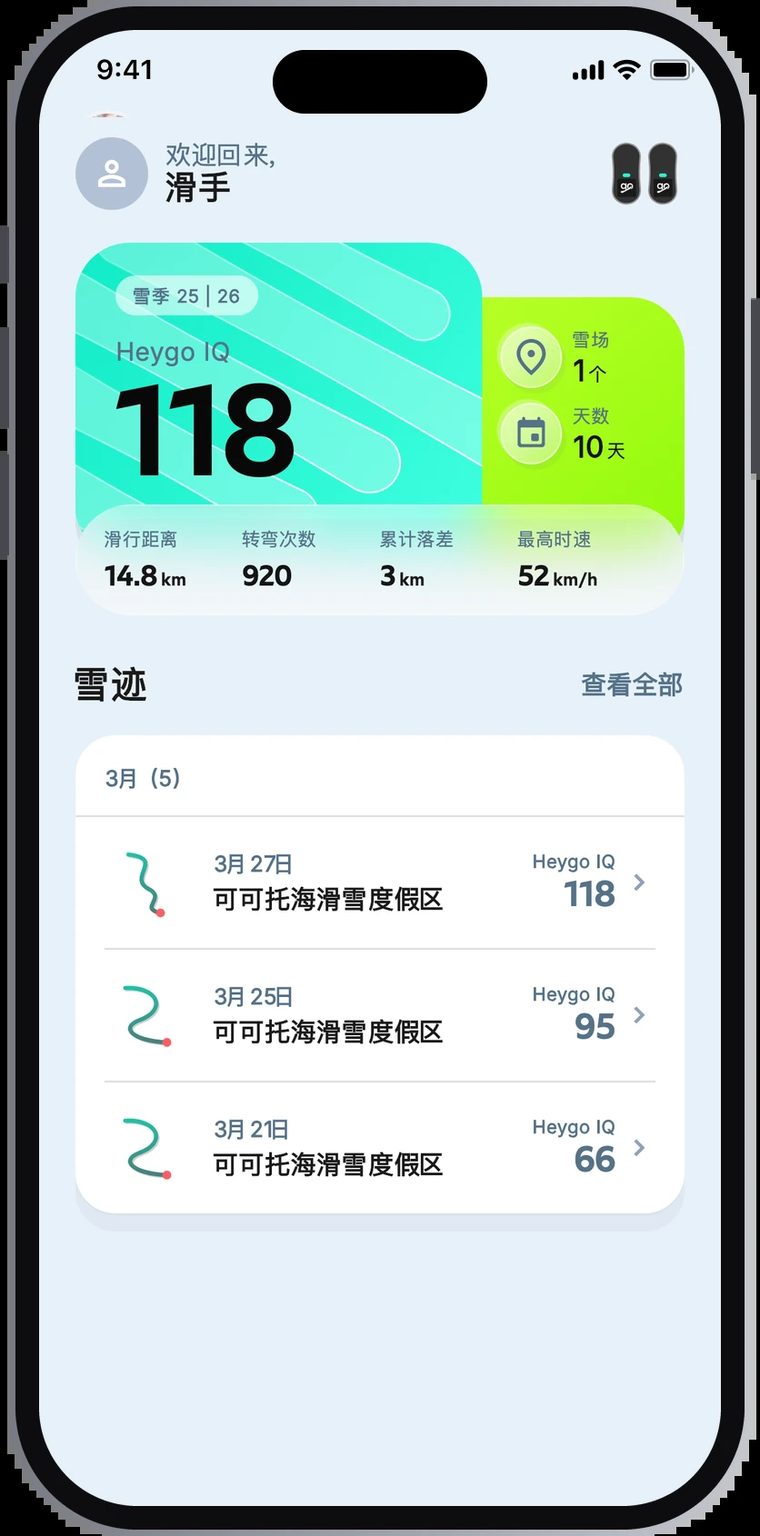 9:41
欢迎回来,
滑手
go go
雪季 25 | 26
Heygo IQ
118
雪场
1个
天数
10天
滑行距离
14.8 km
转弯次数
920
累计落差
3 km
最高时速
52 km/h
雪迹
查看全部
3月（5）
3月 27日
可可托海滑雪度假区
Heygo IQ
118
3月 25日
可可托海滑雪度假区
Heygo IQ
95
3月 21日
可可托海滑雪度假区
Heygo IQ
66